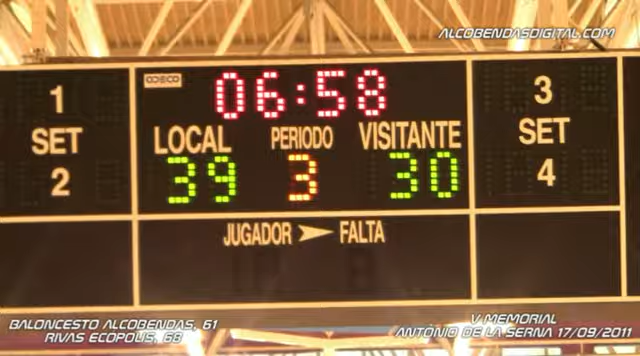 ALCOBENDASDIGITAL.COM
06:58
1
SET
2
LOCAL
39
PERIODO
3
VISITANTE
30
3
SET
4
JUGADOR FALTA
BALONCESTO ALCOBENDAS, 61
RIVAS ECOPOLIS, 68
V MEMORIAL
ANTONIO DE LA SERNA 17/09/2011